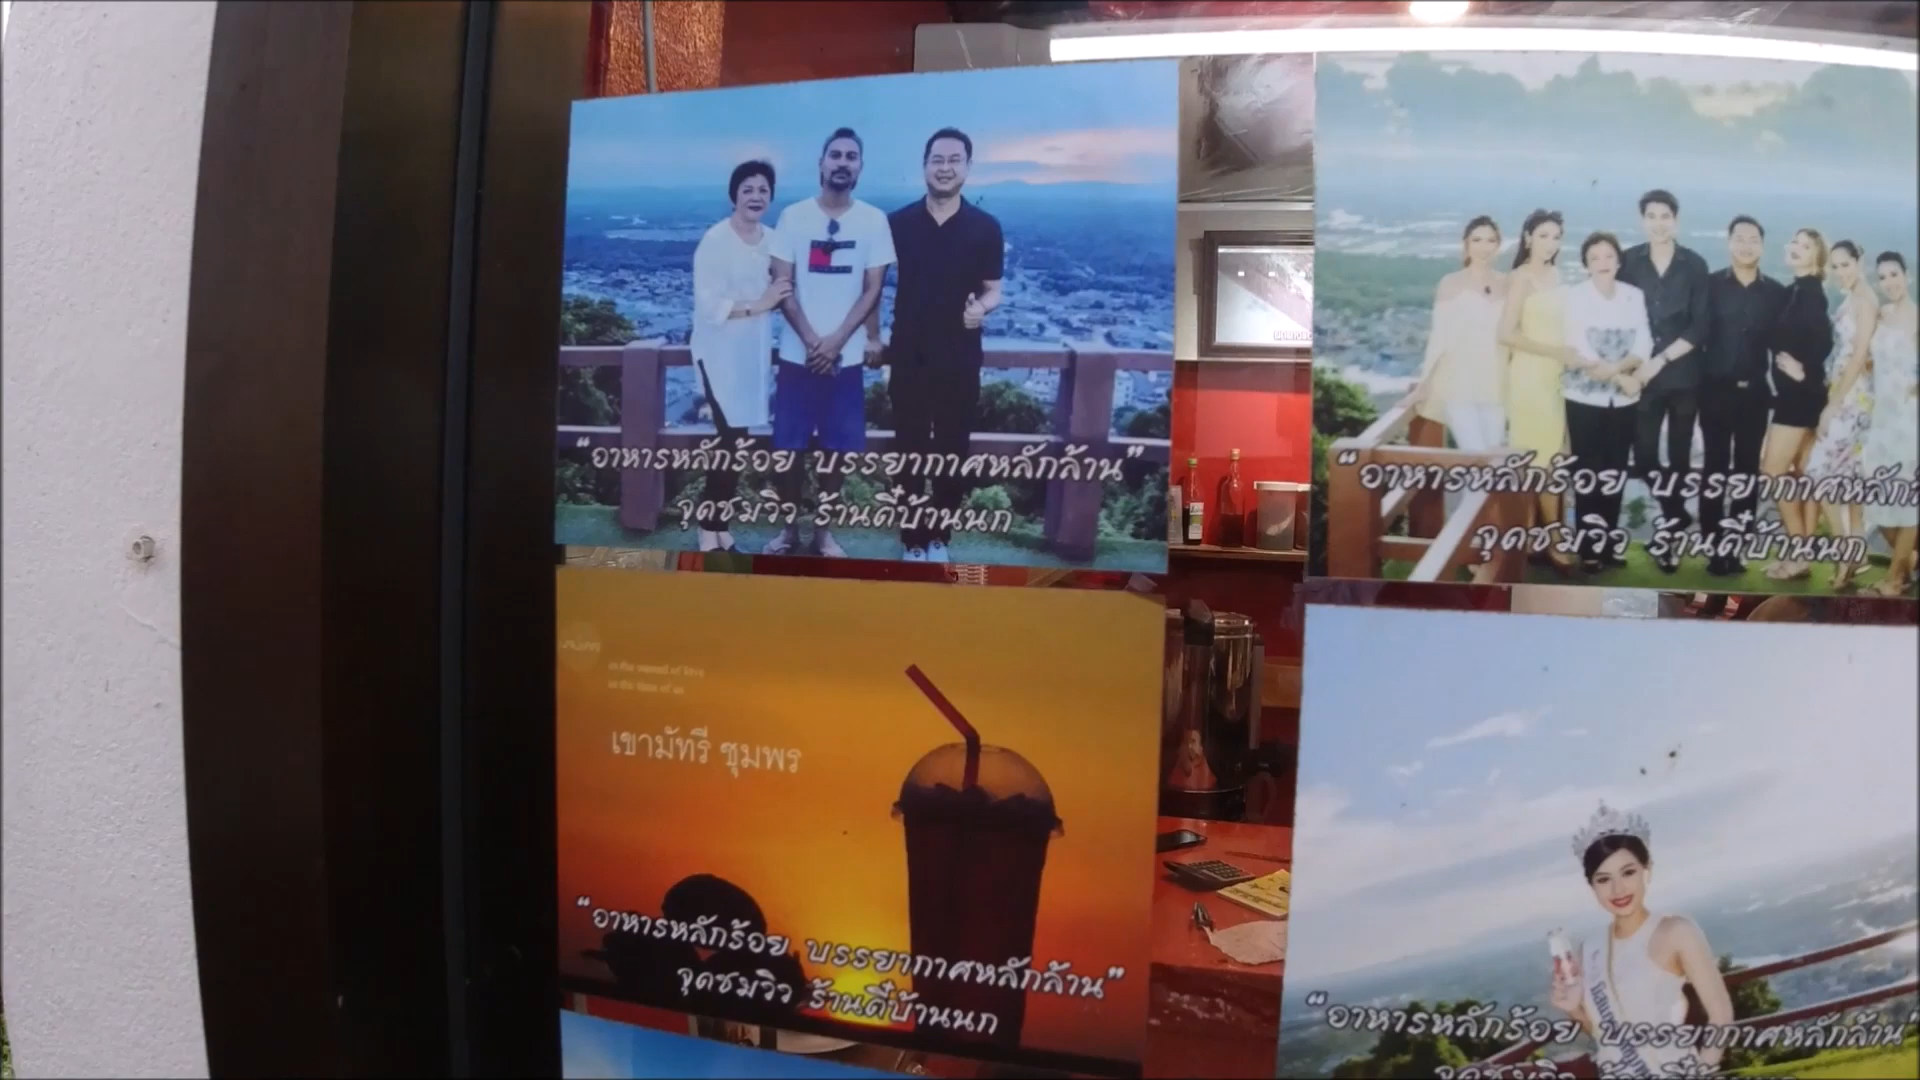 “อาหารหลักร้อย บรรยากาศหลักล้าน”
จุดชมวิว ร้านดี๋บ้านนก
“อาหารหลักร้อย บรรยากาศหลัก
จุดชมวิว ร้านดี๋บ้านนก
เขามัทรี ชุมพร
“อาหารหลักร้อย บรรยากาศหลักล้าน”
จุดชมวิว ร้านดี๋บ้านนก
“อาหารหลักร้อย บรรยากาศหลักล้าน”